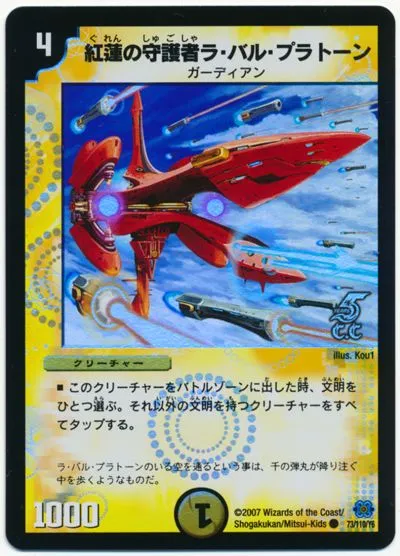 4
ぐれん しゅごしゃ
紅蓮の守護者ラ・バル・プラトーン
ガーディアン
5
YEARS
C.C
illus. Kou1
クリーチャー
■ このクリーチャーをバトルゾーンに出した時、文明を
ひとつ選ぶ。それ以外の文明を持つクリーチャーをすべ
てタップする。
ラ・バル・プラトーンのいる空を通るという事は、千の弾丸が降り注ぐ
中を歩くようなものだ。
1000
1
©2007 Wizards of the Coast/
Shogakukan/Mitsui-Kids ● 73/110/Y6